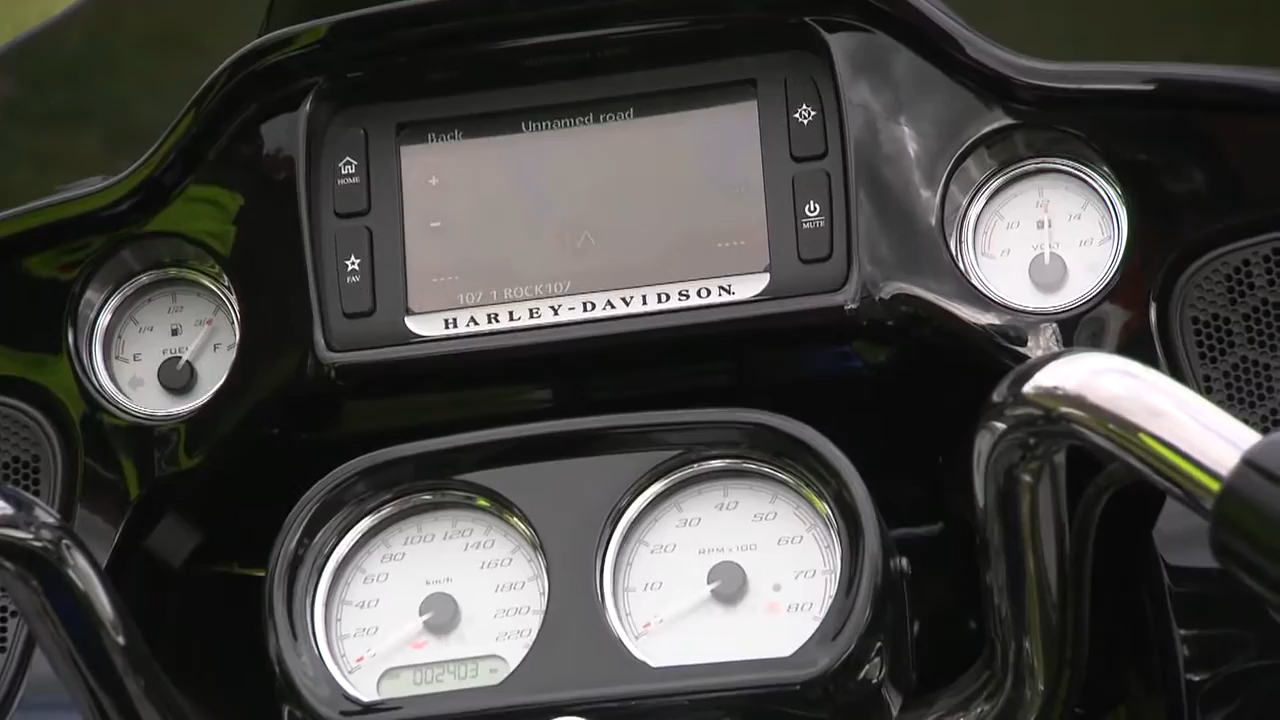 Back
Unnamed road
+
-
----
----
107.1 ROCK107
HARLEY-DAVIDSON
HOME
FAV
N
MUTE
E
1/4
1/2
3/4
F
FUEL
8
10
12
14
16
VOLT
20
40
60
80
100
120
140
160
180
200
220
km/h
002403
10
20
30
40
50
60
70
80
RPM x100